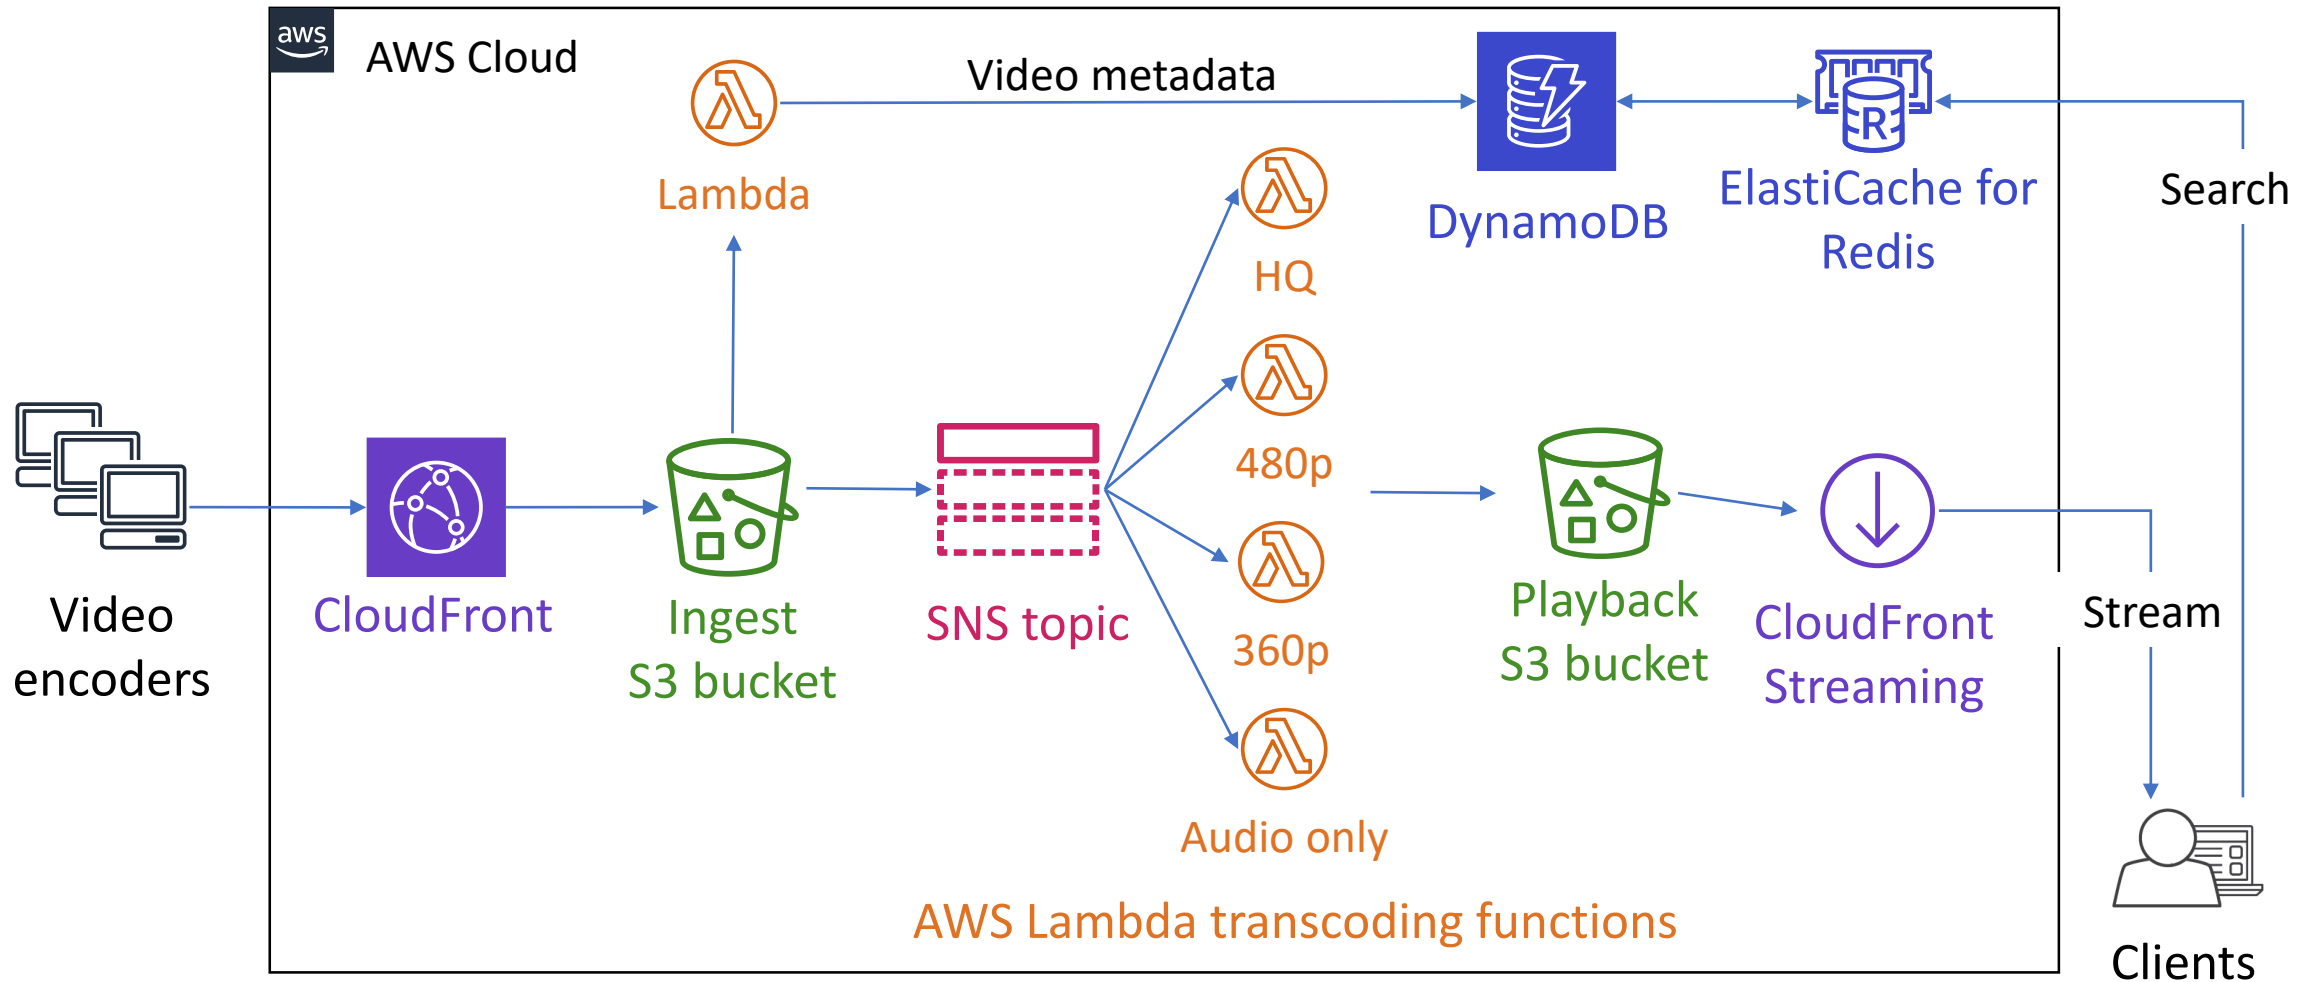 aws
AWS Cloud
Video metadata
Lambda
DynamoDB
R
ElastiCache for
Redis
Search
HQ
480p
360p
Audio only
Video
encoders
CloudFront
Ingest
S3 bucket
SNS topic
Playback
S3 bucket
CloudFront
Streaming
Stream
AWS Lambda transcoding functions
Clients